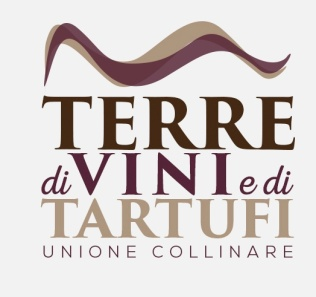 TERRE
di VINI e di
TARTUFI
UNIONE COLLINARE